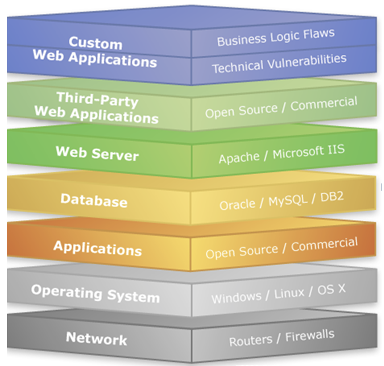 Custom
Web Applications
Business Logic Flaws
Technical Vulnerabilities
Third-Party
Web Applications
Open Source / Commercial
Web Server
Apache / Microsoft IIS
Database
Oracle / MySQL / DB2
Applications
Open Source / Commercial
Operating System
Windows / Linux / OS X
Network
Routers / Firewalls